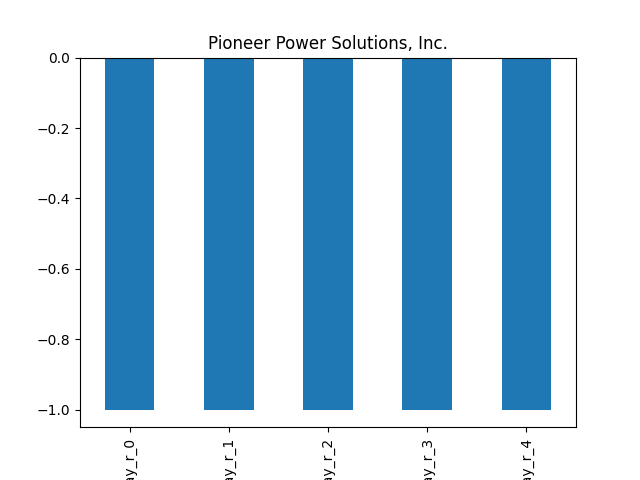 Pioneer Power Solutions, Inc.
0.0
−0.2
−0.4
−0.6
−0.8
−1.0
ay_r_0
ay_r_1
ay_r_2
ay_r_3
ay_r_4